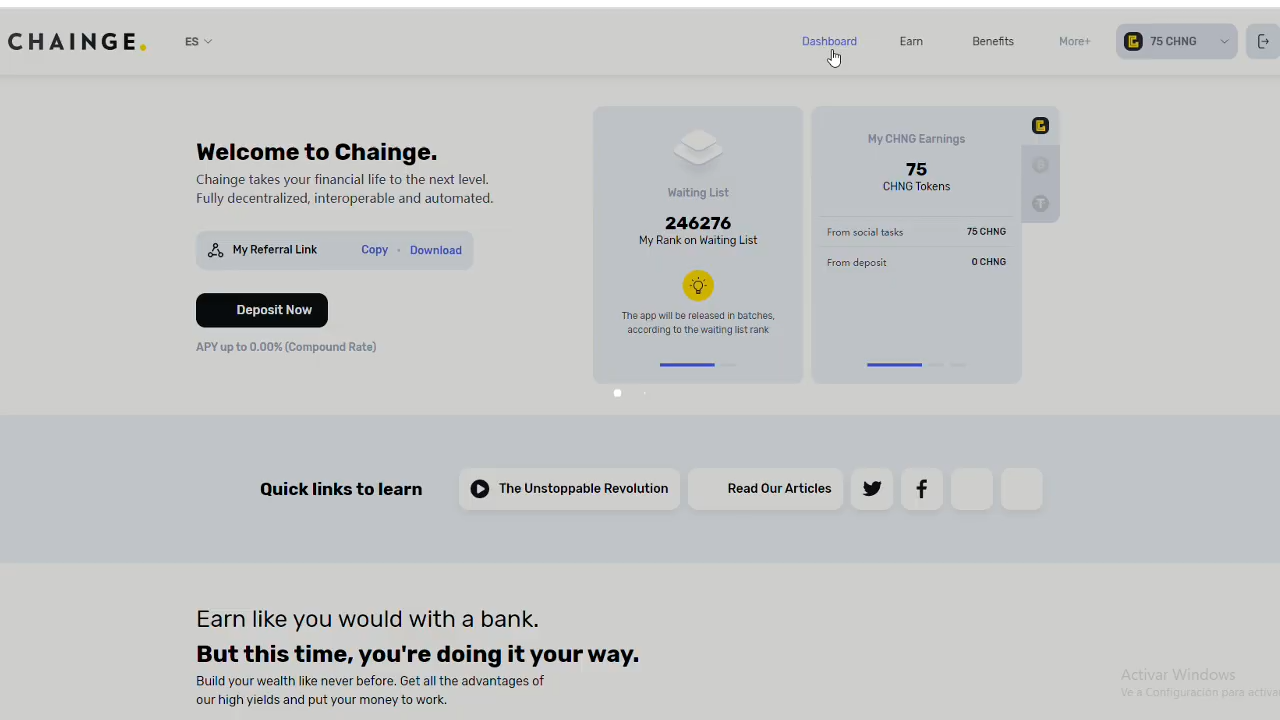 CHAINGE.
ES
Dashboard
Earn
Benefits
More+
75 CHNG
Welcome to Chainge.
Chainge takes your financial life to the next level.
Fully decentralized, interoperable and automated.
My Referral Link
Copy · Download
Deposit Now
APY up to 0.00% (Compound Rate)
Waiting List
246276
My Rank on Waiting List
The app will be released in batches,
according to the waiting list rank
My CHNG Earnings
75
CHNG Tokens
From social tasks 75 CHNG
From deposit 0 CHNG
B
T
Quick links to learn
The Unstoppable Revolution
Read Our Articles
Earn like you would with a bank.
But this time, you're doing it your way.
Build your wealth like never before. Get all the advantages of
our high yields and put your money to work.
Activar Windows
Ve a Configuración para activa